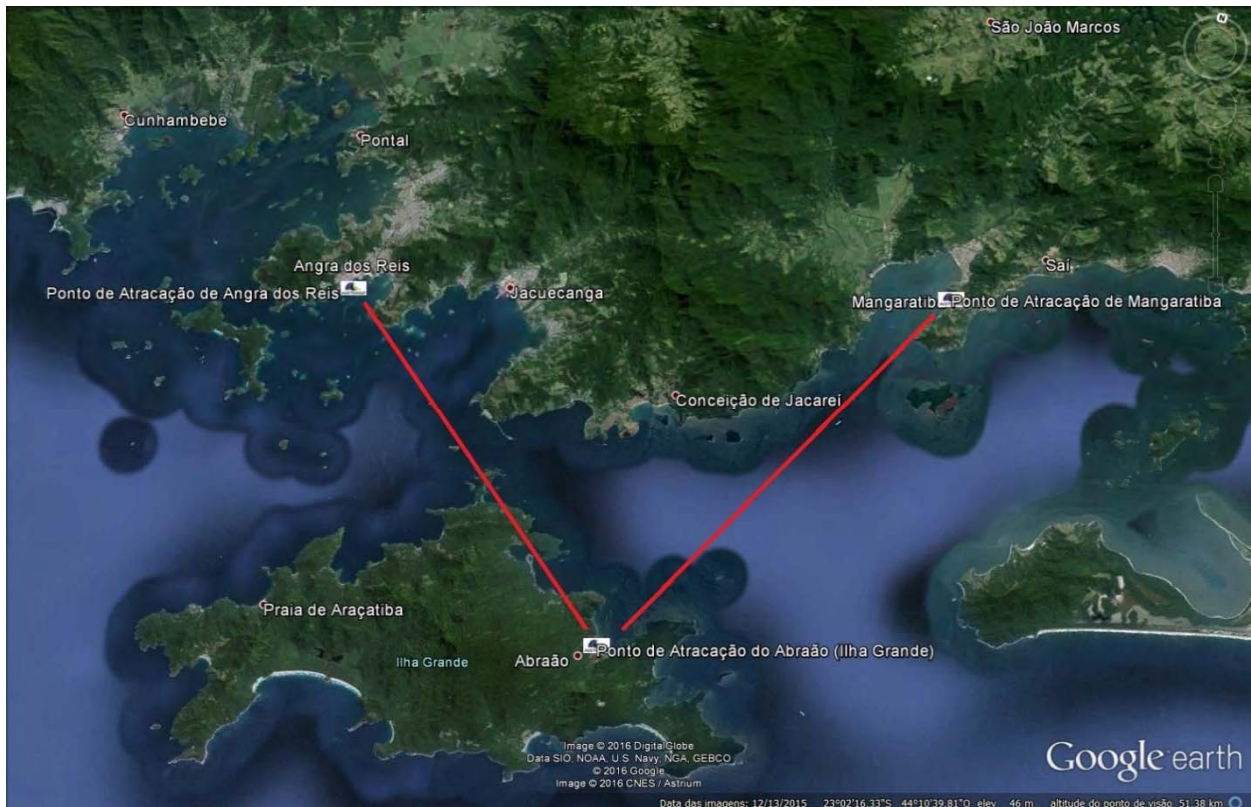 São João Marcos
N
Cunhambebe
Pontal
Angra dos Reis
Saí
Ponto de Atracação de Angra dos Reis
Jacuecanga
Mangaratib
Ponto de Atracação de Mangaratiba
Conceição de Jacareí
Praia de Araçatiba
Abraão
Ponto de Atracação do Abraão (Ilha Grande)
Ilha Grande
Image © 2016 DigitalGlobe
Data SIO, NOAA, U.S. Navy, NGA, GEBCO
© 2016 Google
Image © 2016 CNES / Astrium
Google earth
Data das imagens: 12/13/2015 23°02'16.33"S 44°10'39.81"O elev 46 m altitude do ponto de visão 51.38 km